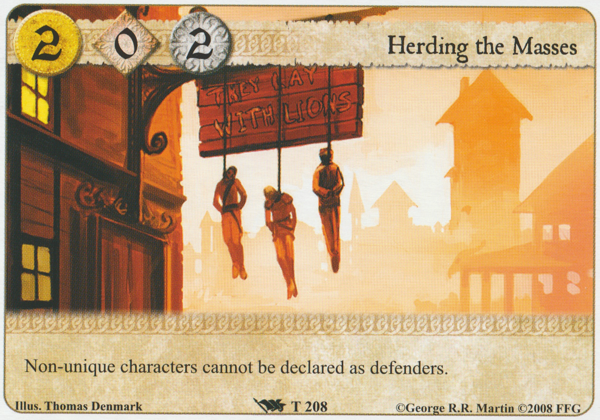 2 0 2 Herding the Masses
THEY LAY
WITH LIONS
Non-unique characters cannot be declared as defenders.
Illus. Thomas Denmark T 208 ©George R.R. Martin ©2008 FFG